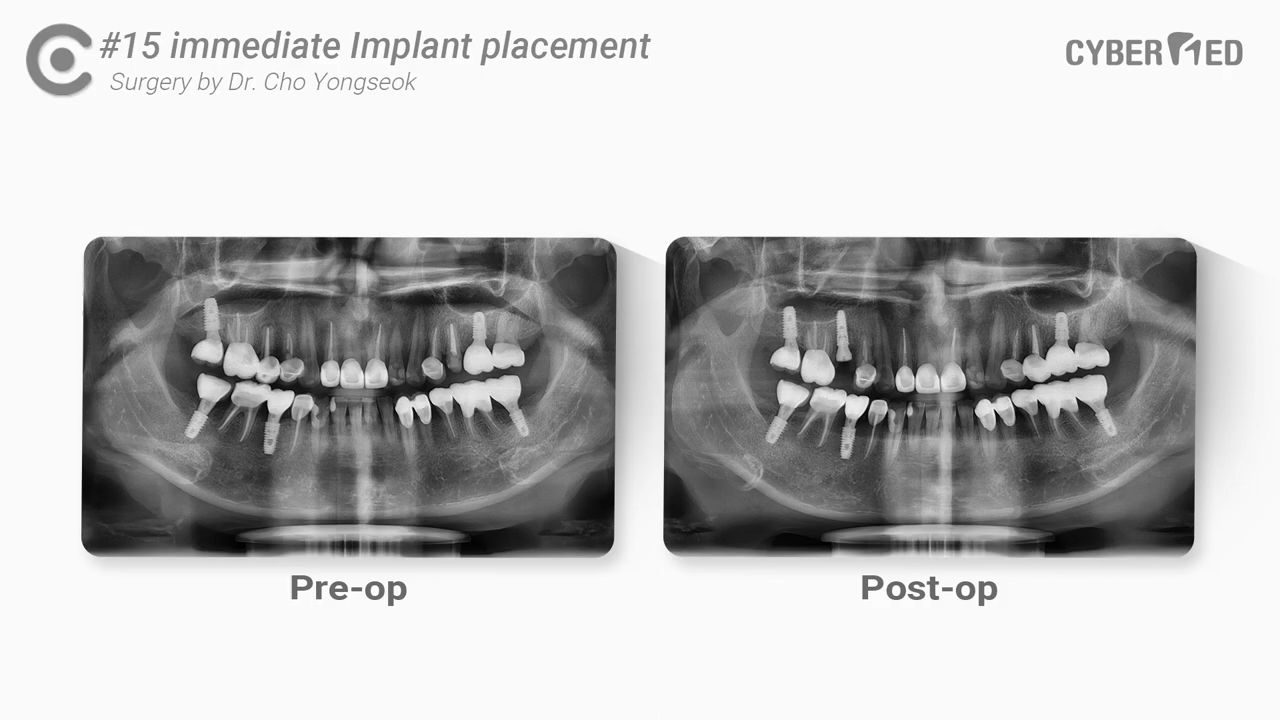 #15 immediate Implant placement
Surgery by Dr. Cho Yongseok
CYBERMED
Pre-op
Post-op